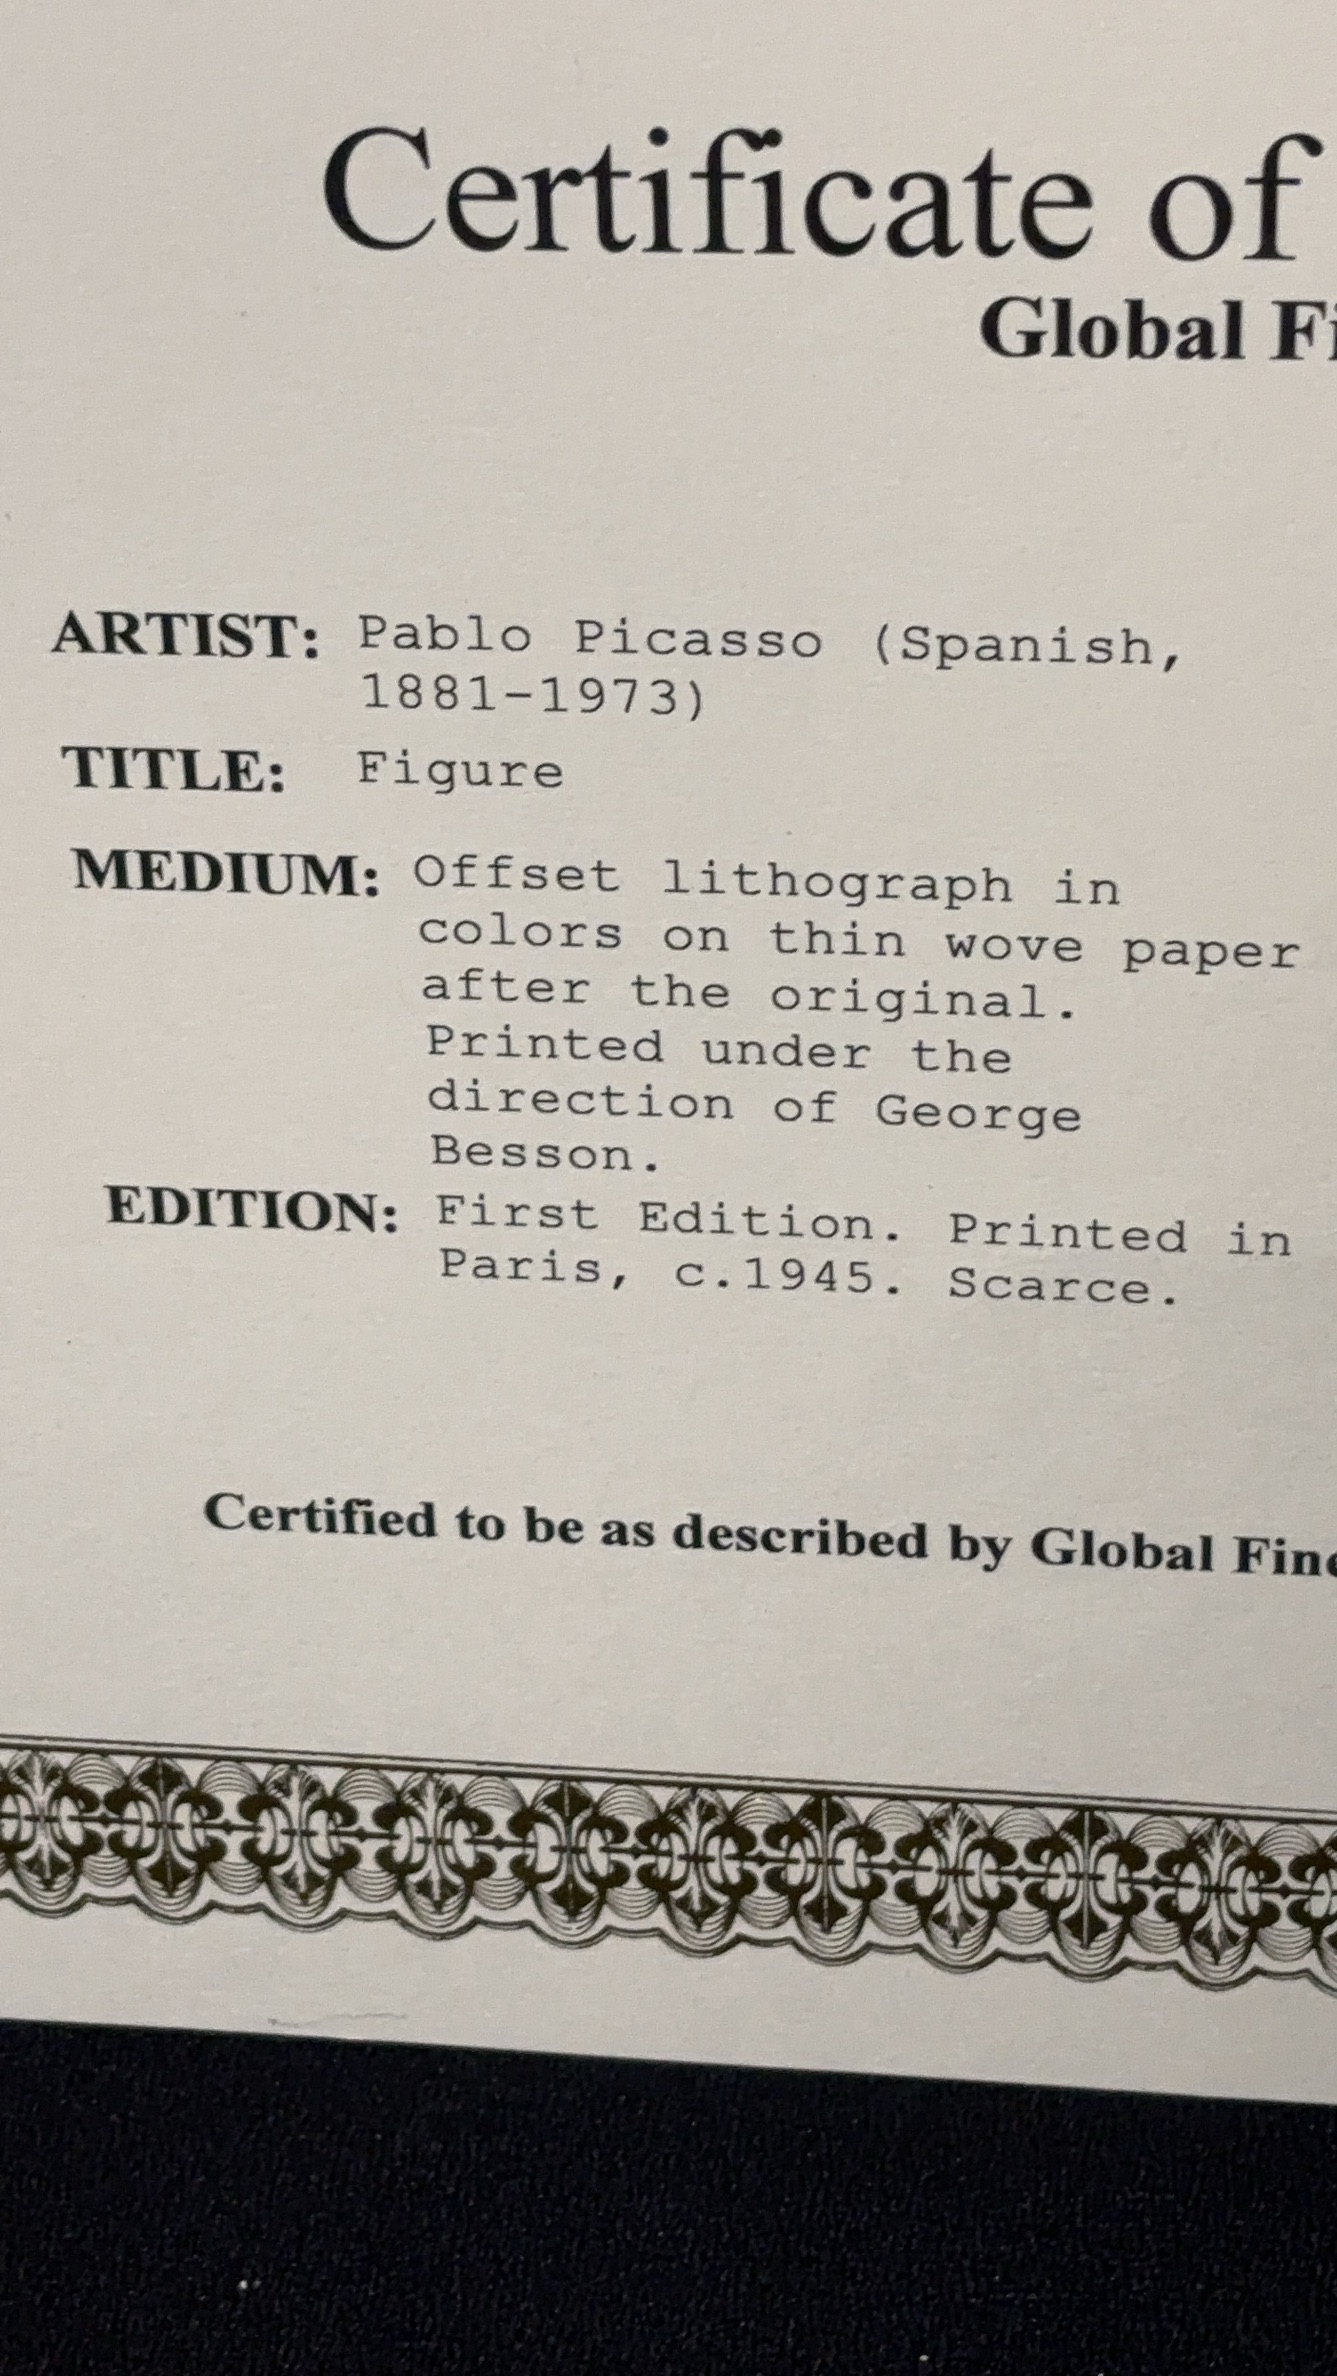 Certificate of
Global
ARTIST: Pablo Picasso (Spanish,
1881-1973)
TITLE: Figure
MEDIUM: Offset lithograph in
colors on thin wove paper
after the original.
Printed under the
direction of George
Besson.
EDITION: First Edition. Printed in
Paris, c.1945. Scarce.
Certified to be as described by Global